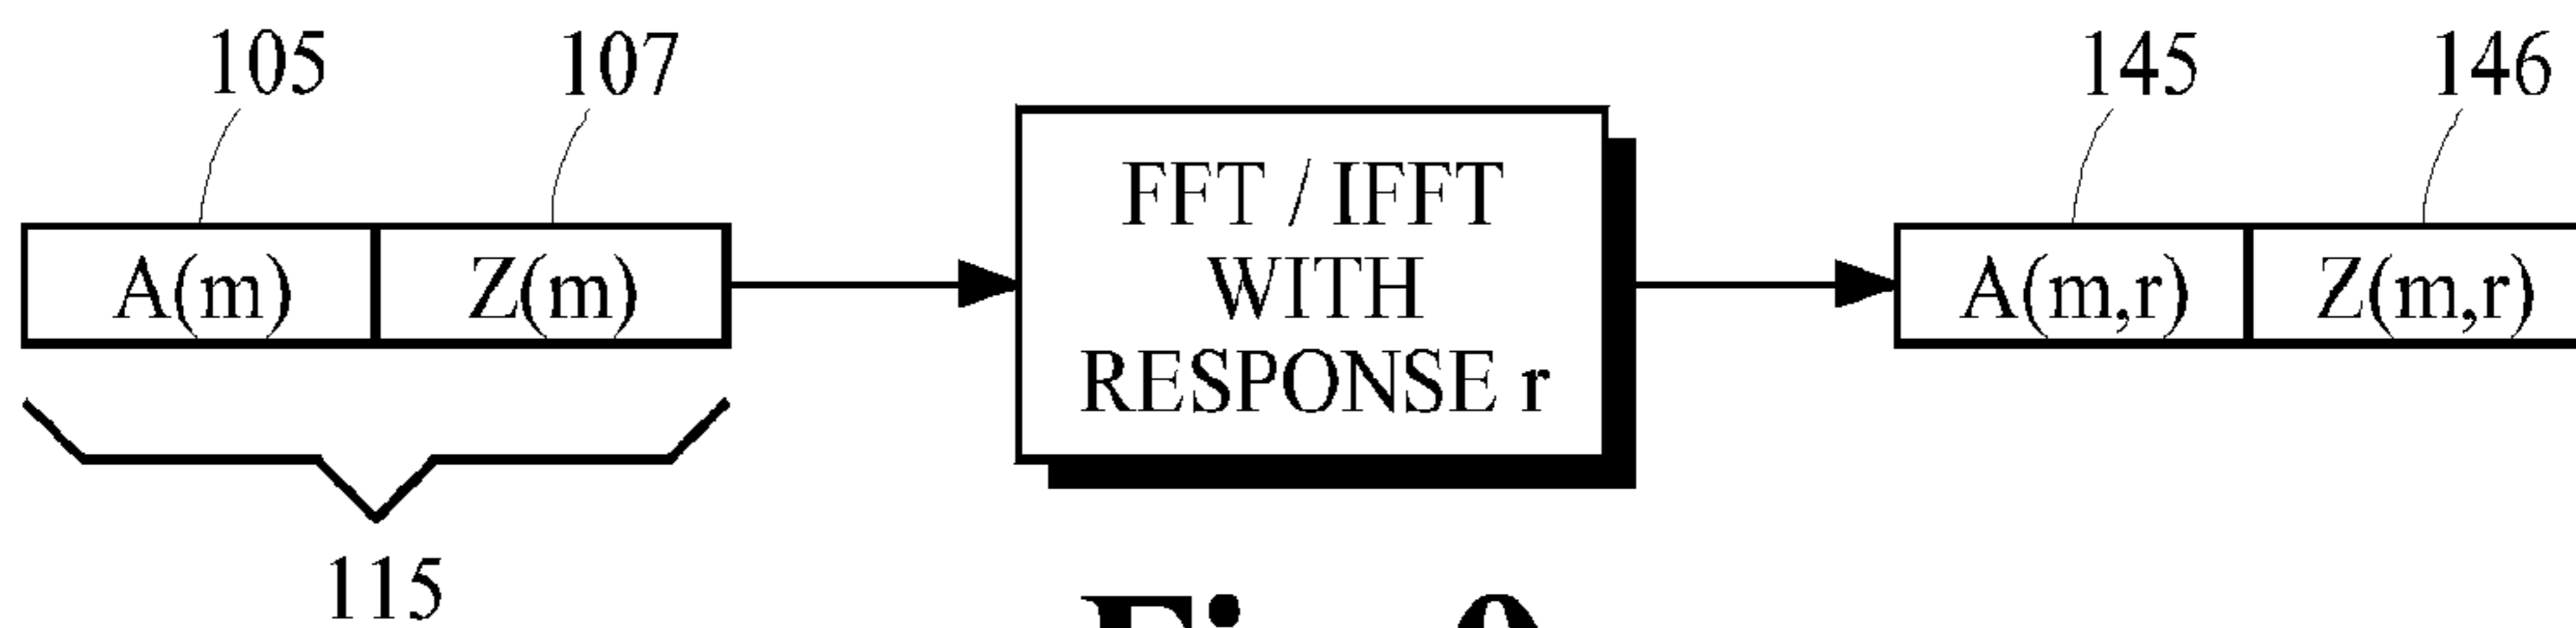 105 107 145 146
A(m) Z(m) FFT / IFFT A(m,r) Z(m,r)
WITH
RESPONSE r
115